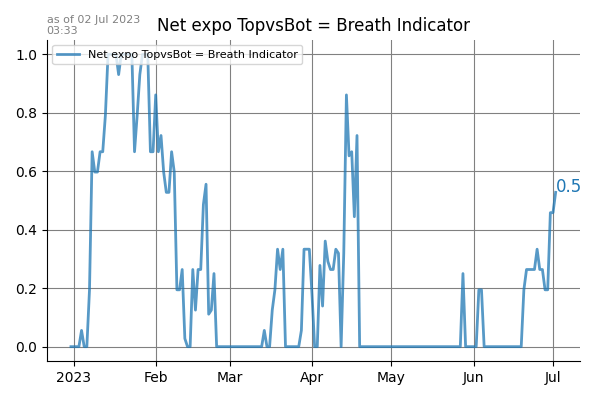 as of 02 Jul 2023
03:33
Net expo TopvsBot = Breath Indicator
Net expo TopvsBot = Breath Indicator
1.0
0.8
0.6
0.4
0.2
0.0
0.5
2023
Feb
Mar
Apr
May
Jun
Jul